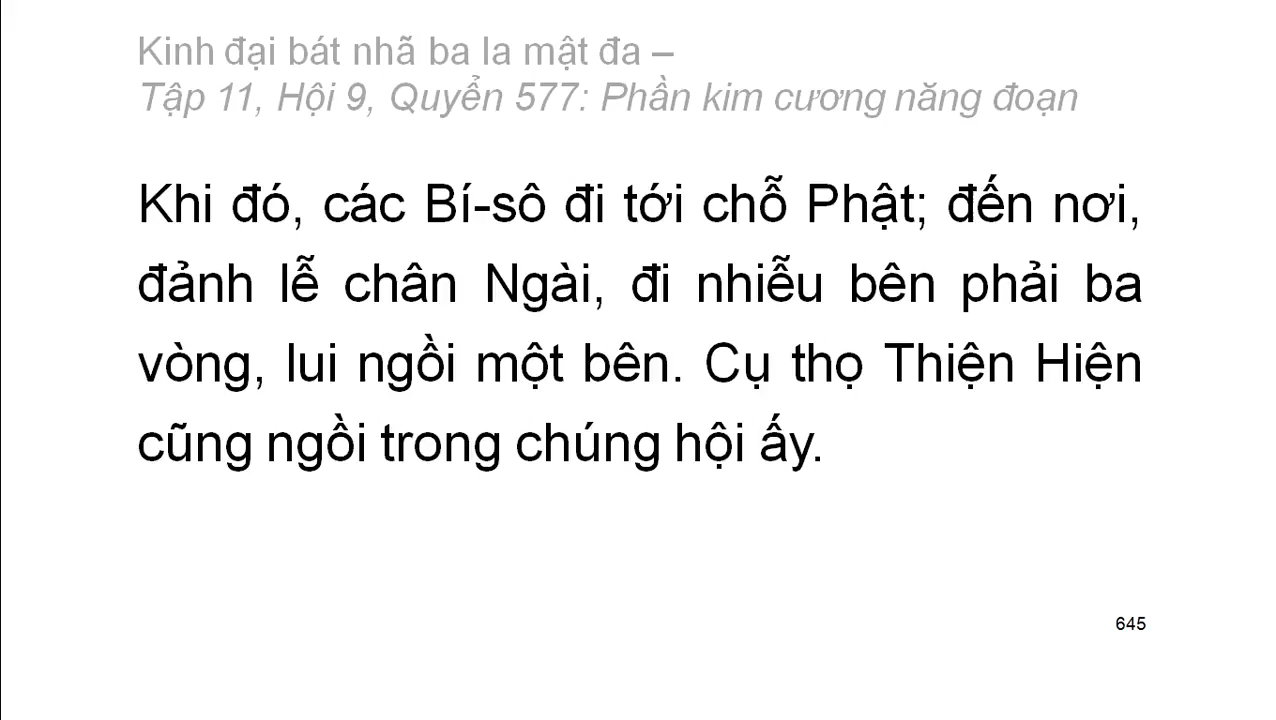 Kinh đại bát nhã ba la mật đa –
Tập 11, Hội 9, Quyển 577: Phần kim cương năng đoạn
Khi đó, các Bí-sô đi tới chỗ Phật; đến nơi,
đảnh lễ chân Ngài, đi nhiễu bên phải ba
vòng, lui ngồi một bên. Cụ thọ Thiện Hiện
cũng ngồi trong chúng hội ấy.
645